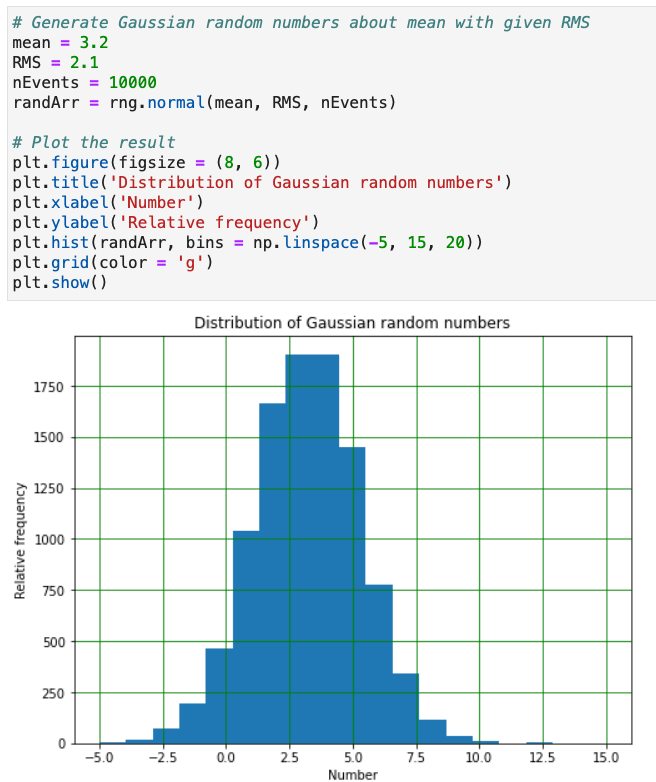 # Generate Gaussian random numbers about mean with given RMS
mean = 3.2
RMS = 2.1
nEvents = 10000
randArr = rng.normal(mean, RMS, nEvents)
# Plot the result
plt.figure(figsize = (8, 6))
plt.title('Distribution of Gaussian random numbers')
plt.xlabel('Number')
plt.ylabel('Relative frequency')
plt.hist(randArr, bins = np.linspace(-5, 15, 20))
plt.grid(color = 'g')
plt.show()
Distribution of Gaussian random numbers
1750
1500
1250
1000
750
500
250
0
Relative frequency
−5.0 −2.5 0.0 2.5 5.0 7.5 10.0 12.5 15.0
Number